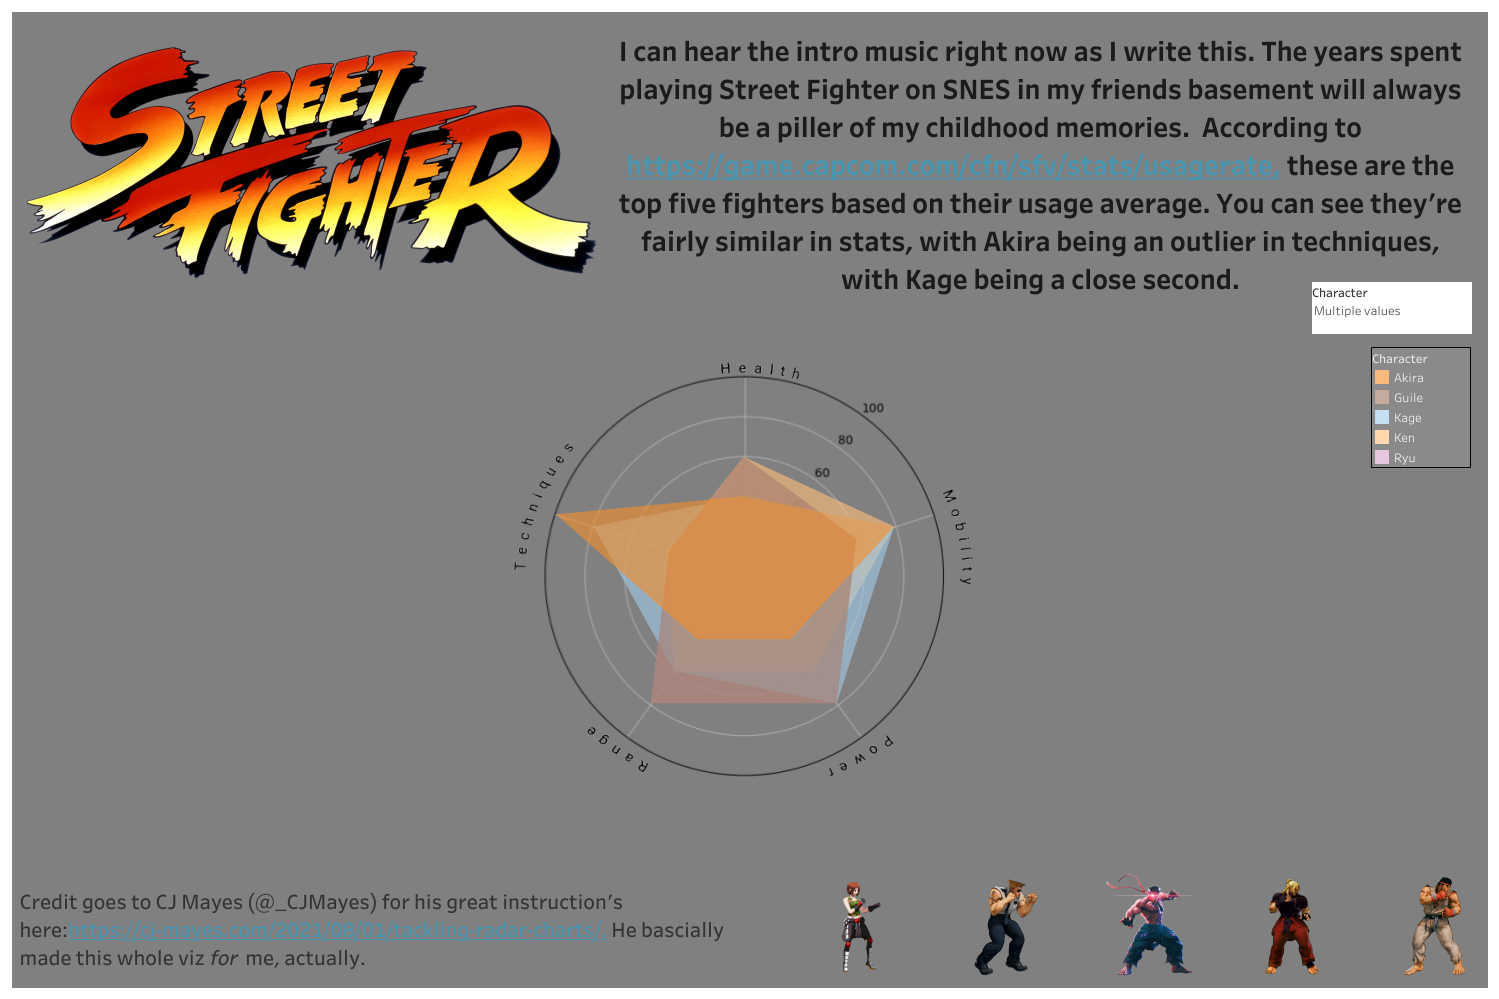 STREET
FIGHTER
I can hear the intro music right now as I write this. The years spent
playing Street Fighter on SNES in my friends basement will always
be a piller of my childhood memories.  According to
https://game.capcom.com/cfn/sfv/stats/usagerate, these are the
top five fighters based on their usage average. You can see they're
fairly similar in stats, with Akira being an outlier in techniques,
with Kage being a close second.
Character
Multiple values
Character
Akira
Guile
Kage
Ken
Ryu
Health
100
80
60
Techniques
Mobility
Range
Power
Credit goes to CJ Mayes (@_CJMayes) for his great instruction's
here:https://cj-mayes.com/2021/08/01/tackling-radar-charts/. He bascially
made this whole viz for me, actually.